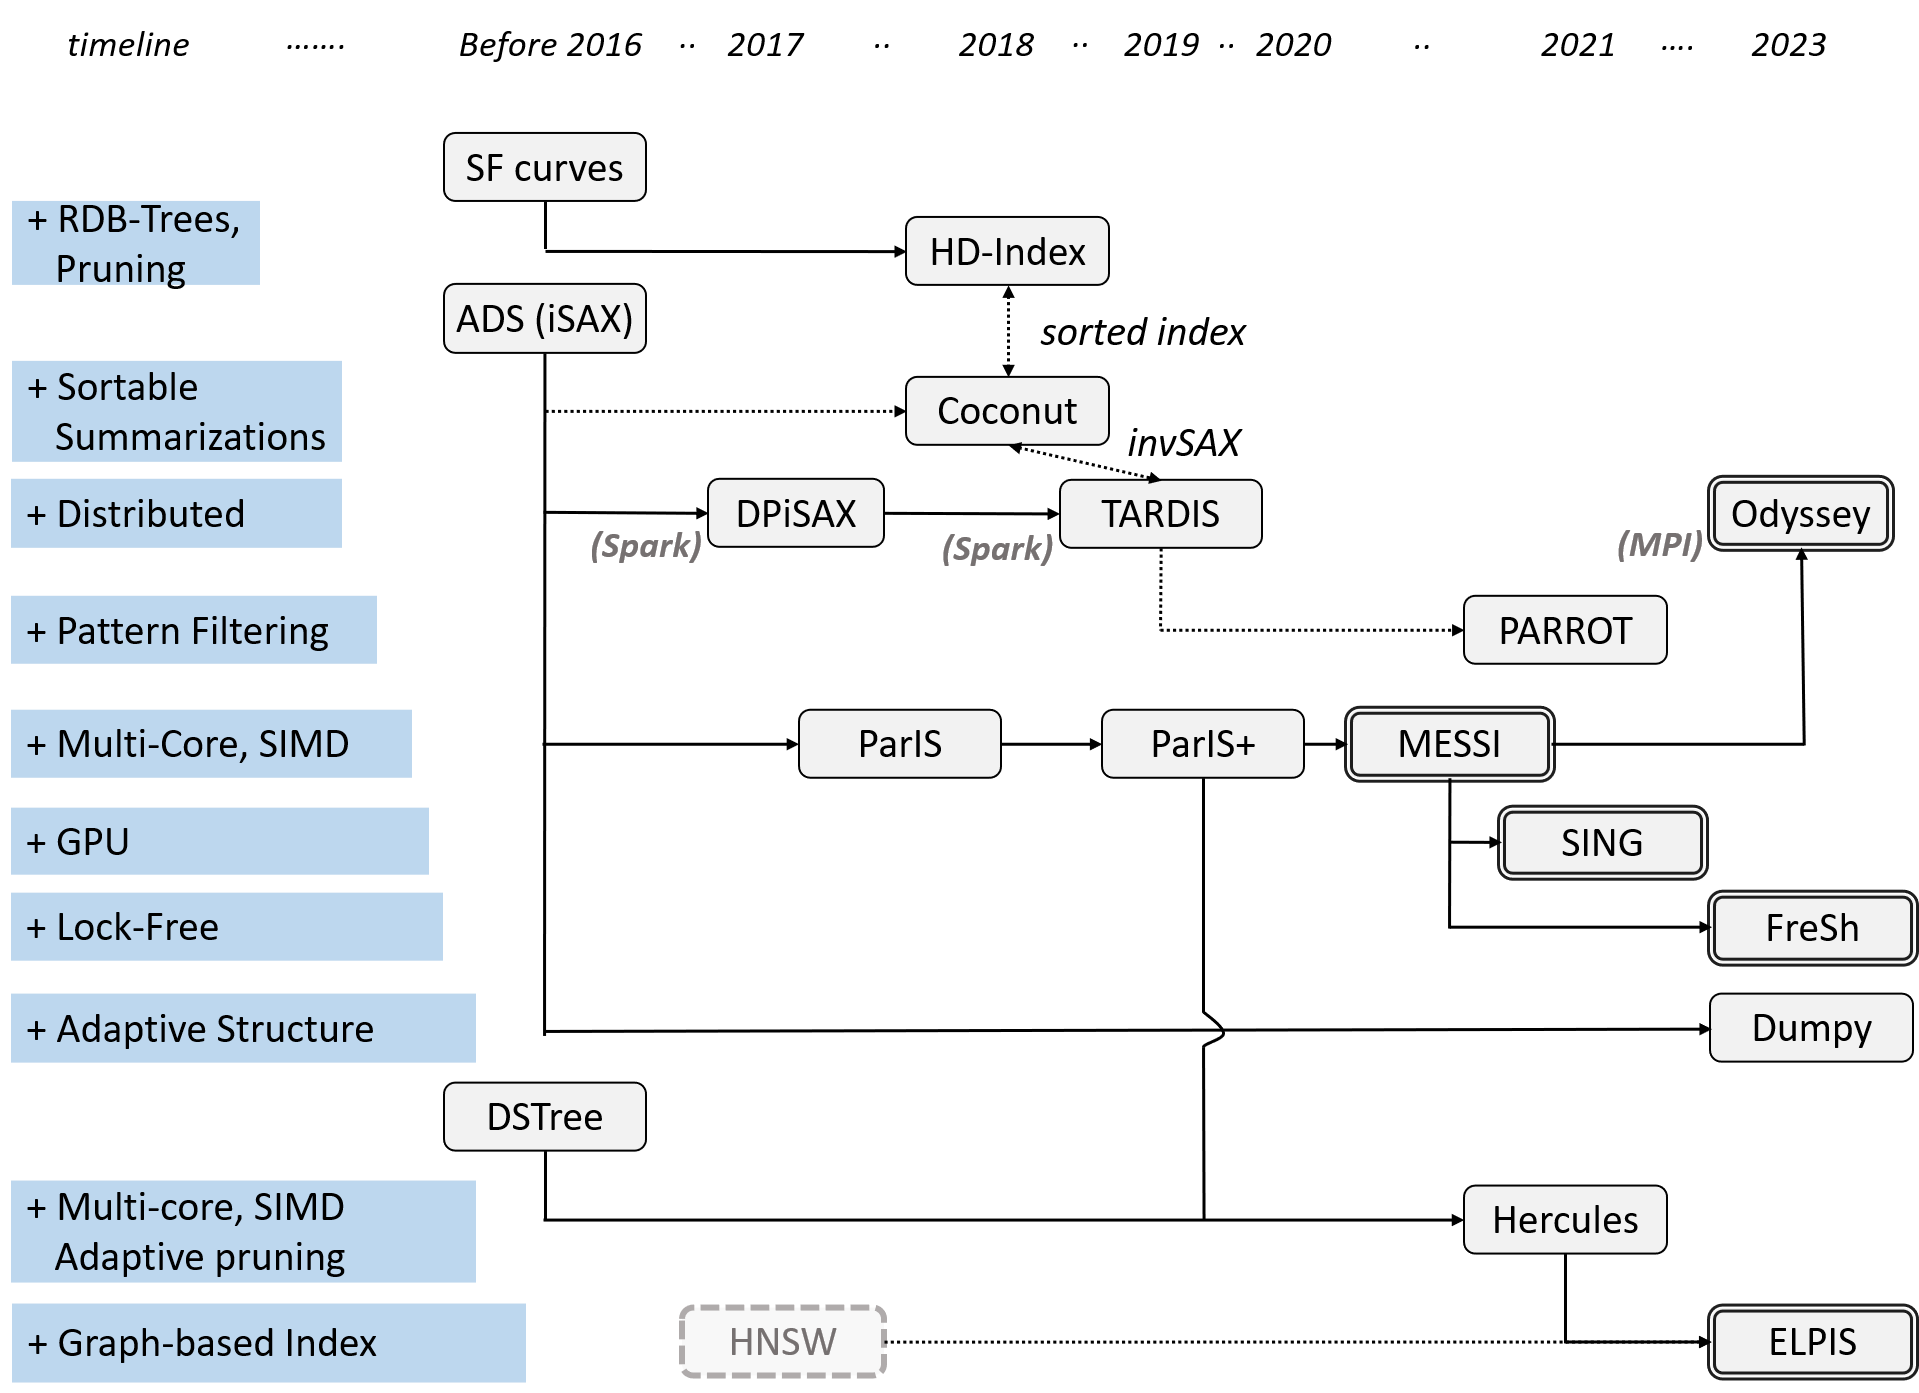 timeline ....... Before 2016 .. 2017 .. 2018 .. 2019 .. 2020 .. 2021 .... 2023
SF curves
+ RDB-Trees,
Pruning
HD-Index
ADS (iSAX)
sorted index
+ Sortable
Summarizations
Coconut
invSAX
+ Distributed
DPiSAX
TARDIS
Odyssey
(Spark)
(Spark)
(MPI)
+ Pattern Filtering
PARROT
+ Multi-Core, SIMD
ParIS
ParIS+
MESSI
+ GPU
SING
+ Lock-Free
FreSh
+ Adaptive Structure
Dumpy
DSTree
+ Multi-core, SIMD
Adaptive pruning
Hercules
+ Graph-based Index
HNSW
ELPIS